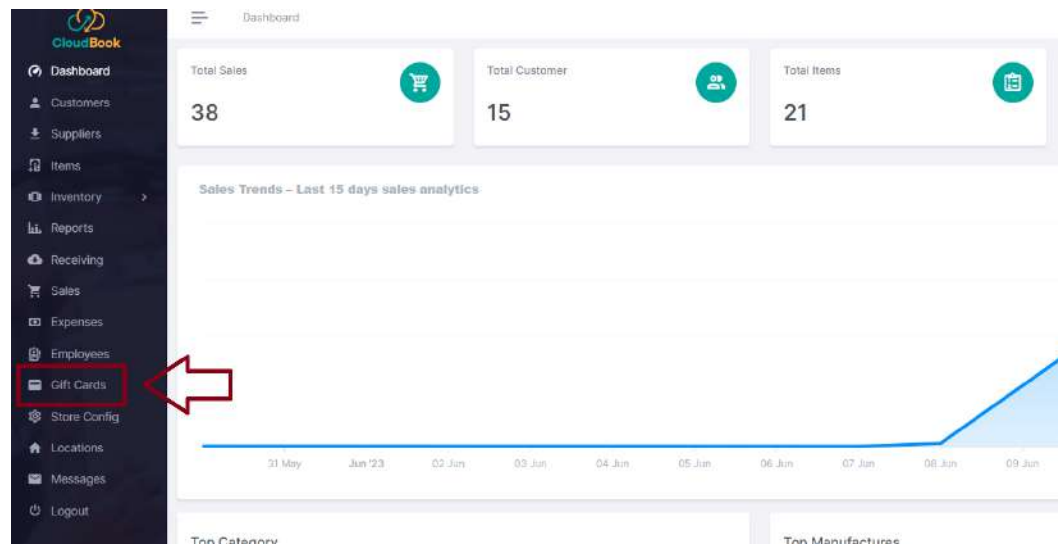 CloudBook
Dashboard
Customers
Suppliers
Items
Inventory >
Reports
Receiving
Sales
Expenses
Employees
Gift Cards
Store Config
Locations
Messages
Logout
Dashboard
Total Sales
38
Total Customer
15
Total Items
21
Sales Trends – Last 15 days sales analytics
31 May Jun '23 02 Jun 03 Jun 04 Jun 05 Jun 06 Jun 07 Jun 08 Jun 09 Jun
Top Category
Top Manufactures